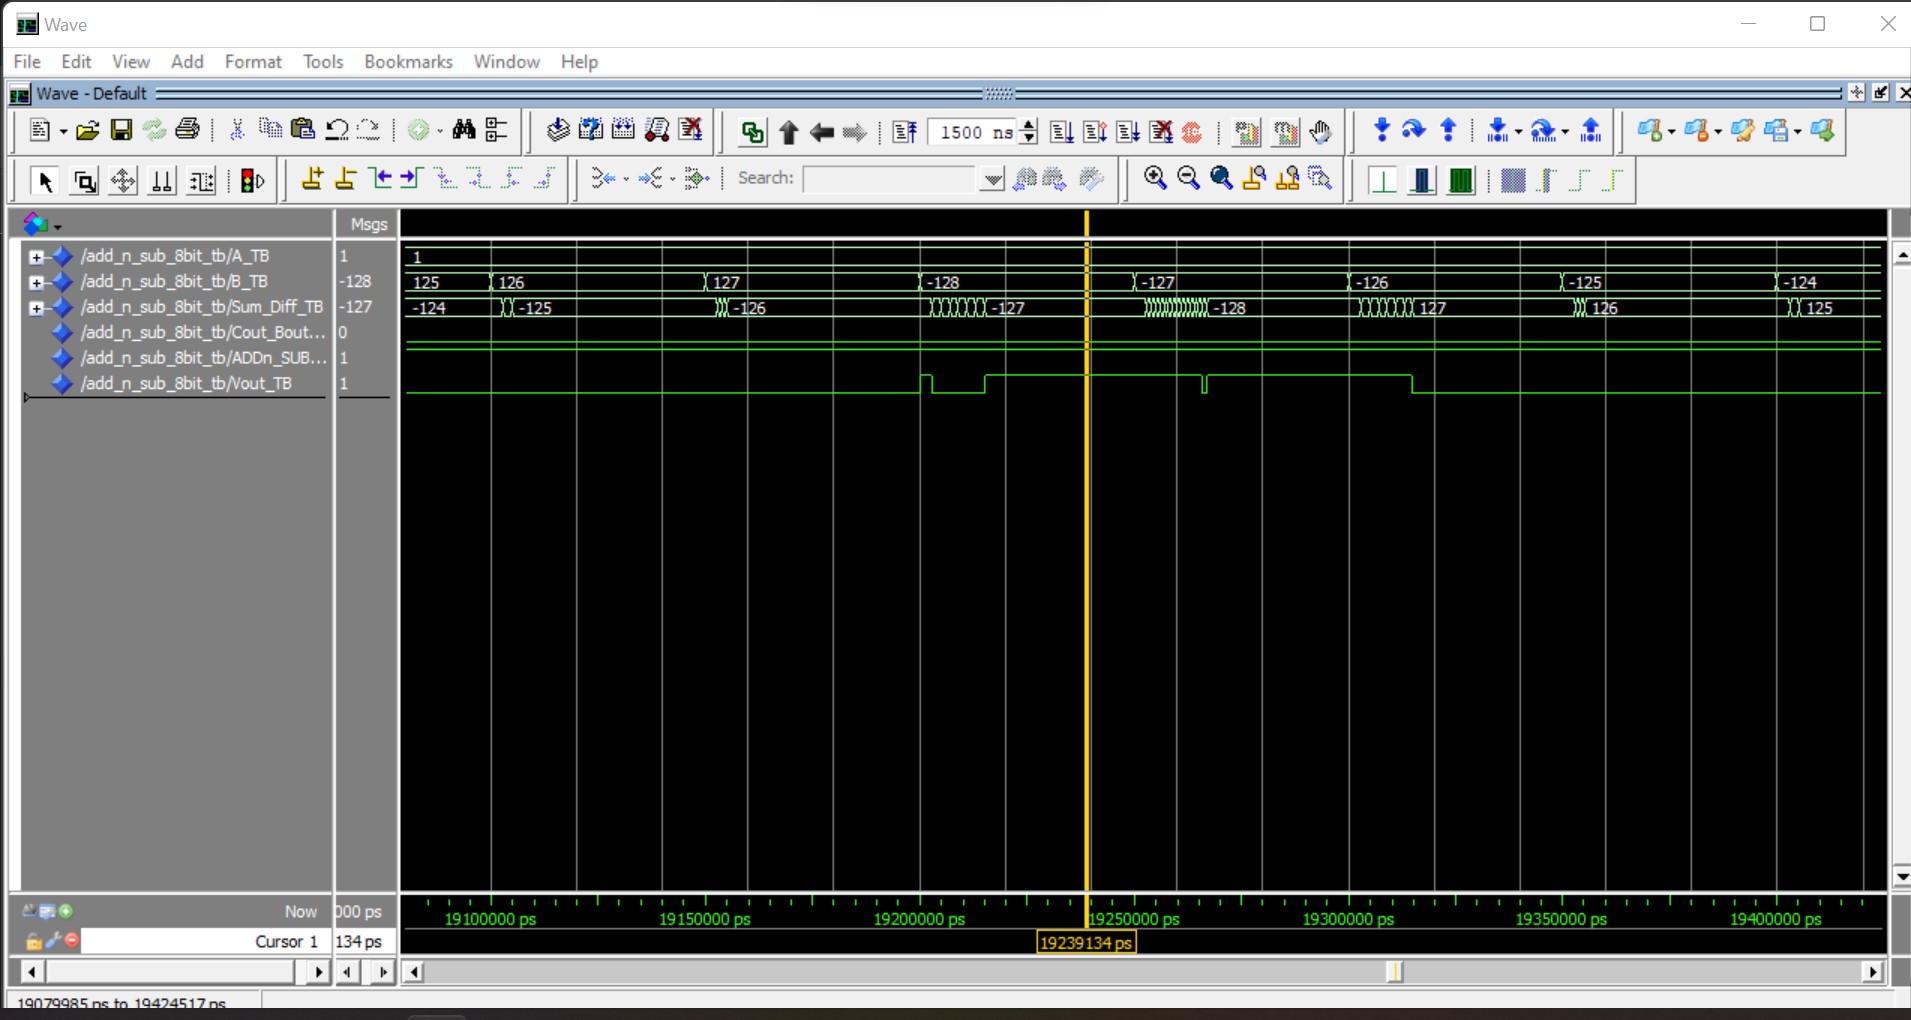 Wave
File Edit View Add Format Tools Bookmarks Window Help
Wave - Default
1500 ns
Search:
Msgs
/add_n_sub_8bit_tb/A_TB 1 1
/add_n_sub_8bit_tb/B_TB -128 125 126 127 -128 -127 -126 -125 -124
/add_n_sub_8bit_tb/Sum_Diff_TB -127 -124 -125 -126 -127 -128 127 126 125
/add_n_sub_8bit_tb/Cout_Bout... 0
/add_n_sub_8bit_tb/ADDn_SUB... 1
/add_n_sub_8bit_tb/Vout_TB 1
Now 000 ps 19100000 ps 19150000 ps 19200000 ps 19250000 ps 19300000 ps 19350000 ps 19400000 ps
Cursor 1 134 ps 19239134 ps
19079985 ps to 19424517 ps